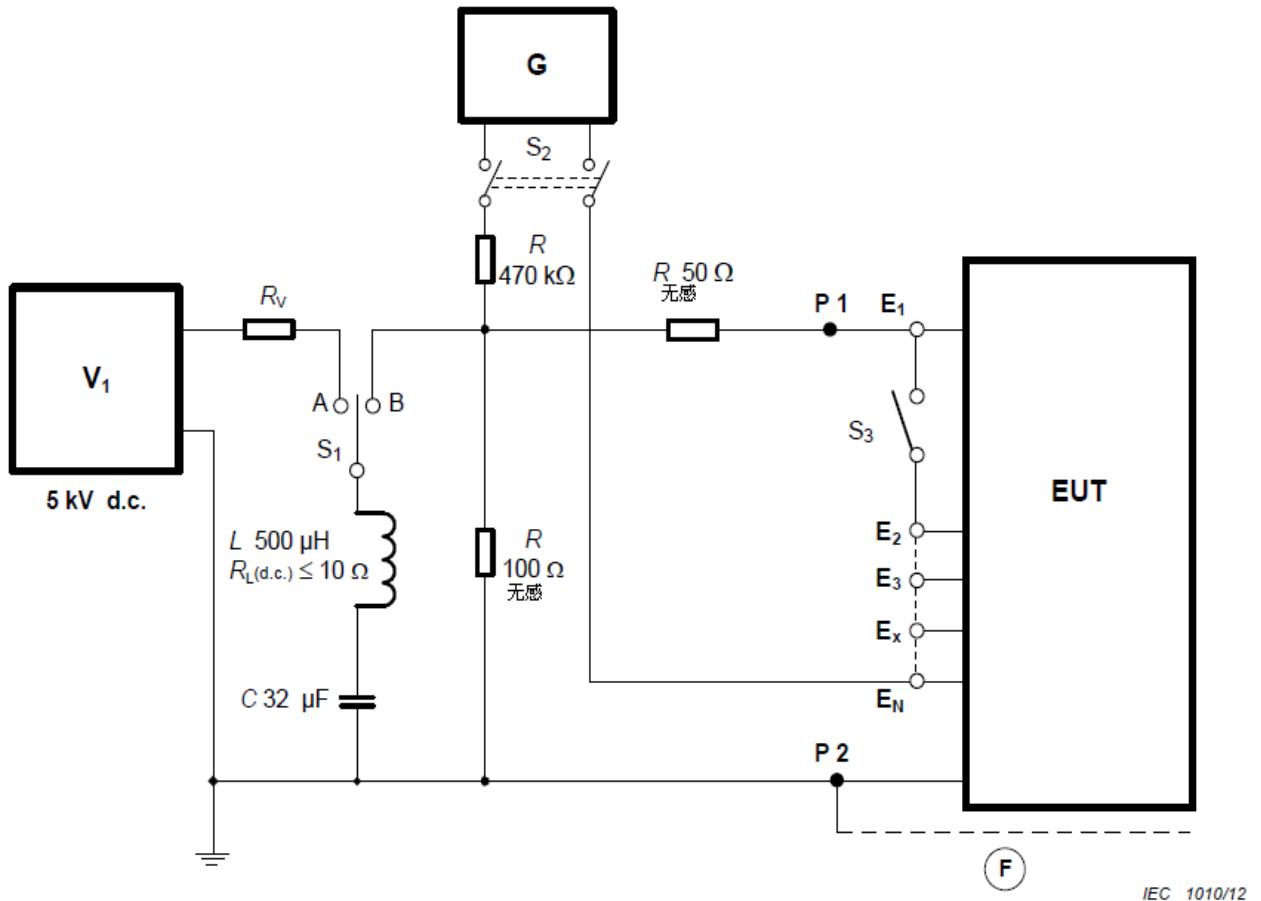 G
S2
R
470 kΩ
R 50 Ω
无感
P 1
E1
RV
V1
A
B
S1
S3
5 kV d.c.
L 500 µH
RL(d.c.) ≤ 10 Ω
R
100 Ω
无感
EUT
E2
E3
Ex
EN
C 32 µF
P 2
F
IEC 1010/12